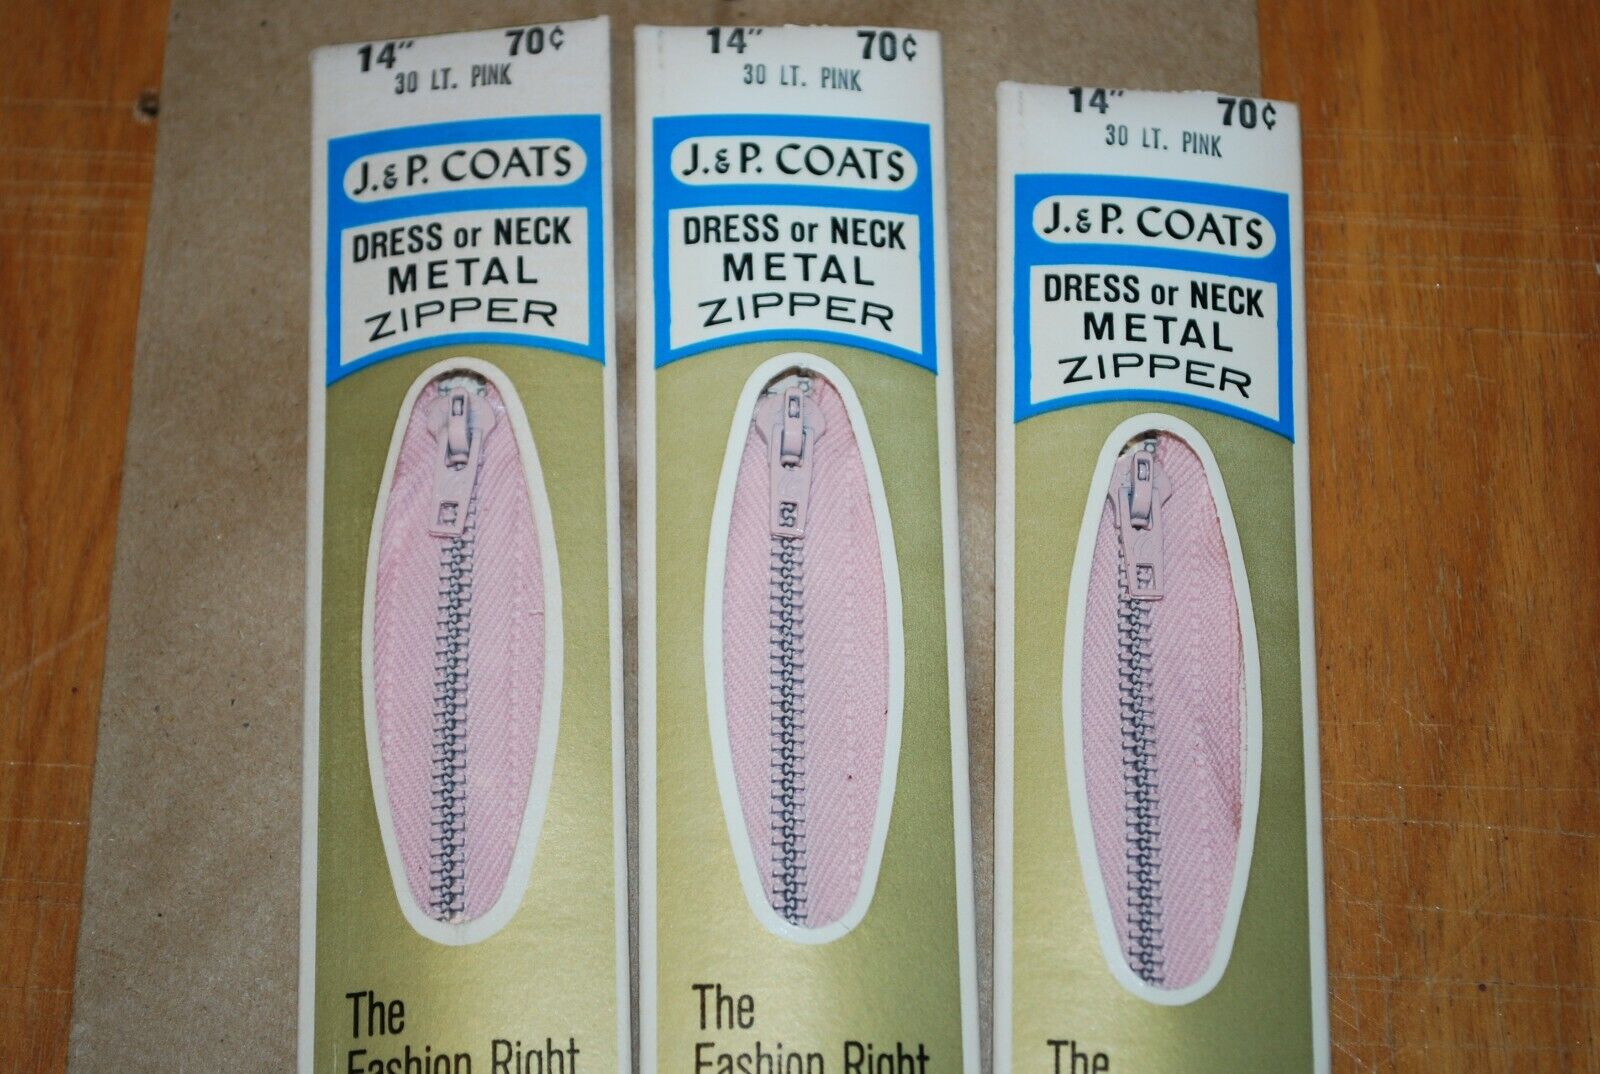 14" 70¢
30 LT. PINK
J. & P. COATS
DRESS or NECK
METAL
ZIPPER
The
Fashion Right
14" 70¢
30 LT. PINK
J. & P. COATS
DRESS or NECK
METAL
ZIPPER
The
Fashion Right
14" 70¢
30 LT. PINK
J. & P. COATS
DRESS or NECK
METAL
ZIPPER
The